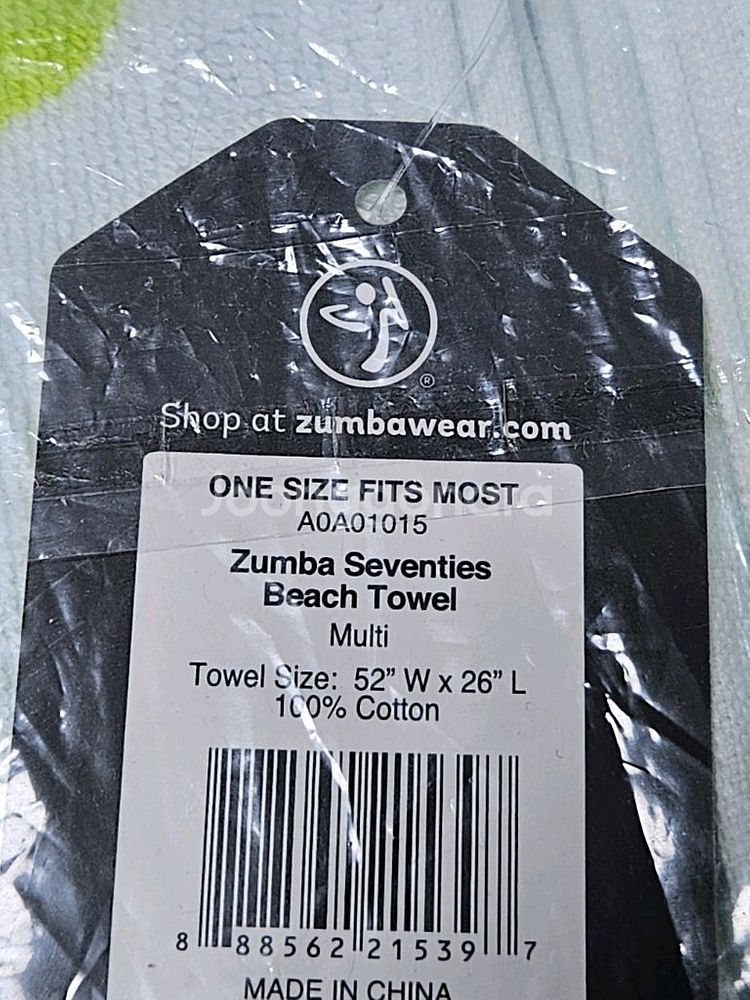 ®
Shop at zumbawear.com
ONE SIZE FITS MOST
A0A01015
Zumba Seventies
Beach Towel
Multi
Towel Size: 52” W x 26” L
100% Cotton
8 88562 21539 7
MADE IN CHINA